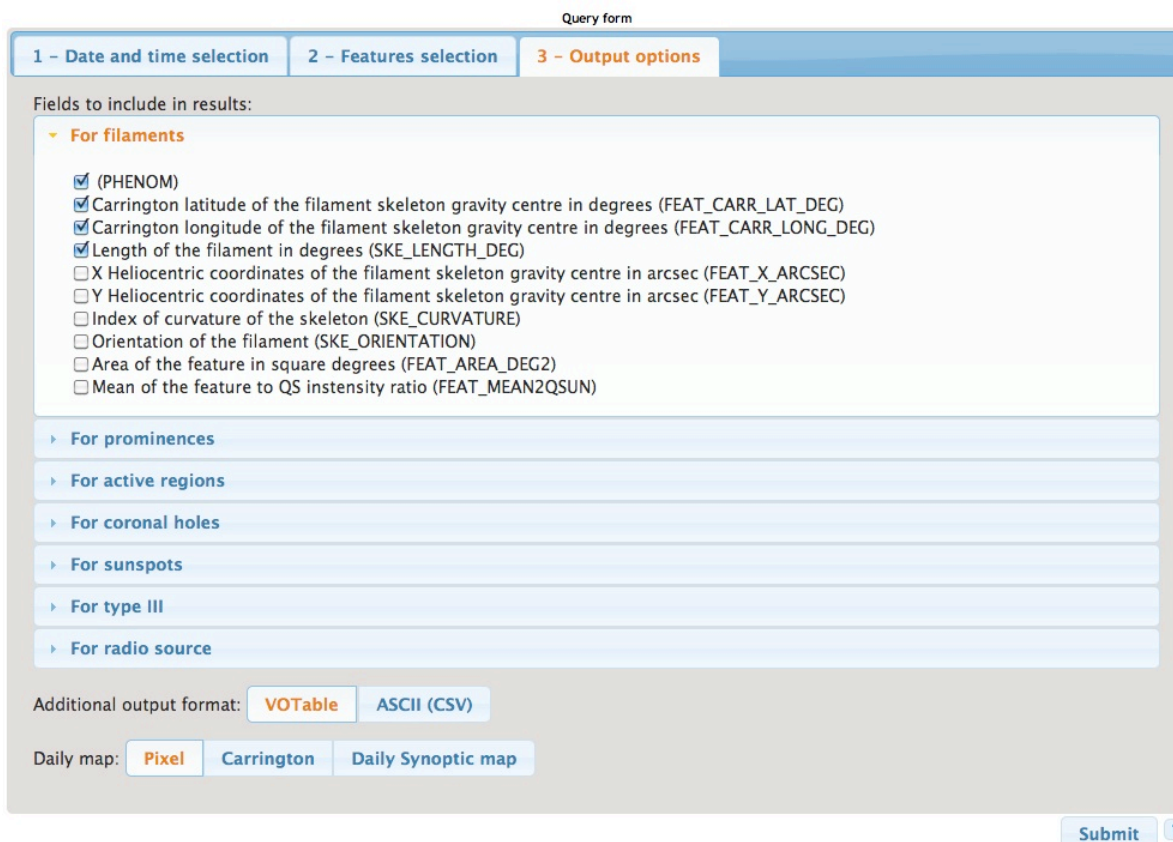 Query form
1 - Date and time selection
2 - Features selection
3 - Output options
Fields to include in results:
For filaments
(PHENOM)
Carrington latitude of the filament skeleton gravity centre in degrees (FEAT_CARR_LAT_DEG)
Carrington longitude of the filament skeleton gravity centre in degrees (FEAT_CARR_LONG_DEG)
Length of the filament in degrees (SKE_LENGTH_DEG)
X Heliocentric coordinates of the filament skeleton gravity centre in arcsec (FEAT_X_ARCSEC)
Y Heliocentric coordinates of the filament skeleton gravity centre in arcsec (FEAT_Y_ARCSEC)
Index of curvature of the skeleton (SKE_CURVATURE)
Orientation of the filament (SKE_ORIENTATION)
Area of the feature in square degrees (FEAT_AREA_DEG2)
Mean of the feature to QS instensity ratio (FEAT_MEAN2QSUN)
For prominences
For active regions
For coronal holes
For sunspots
For type III
For radio source
Additional output format: VOTable ASCII (CSV)
Daily map: Pixel Carrington Daily Synoptic map
Submit